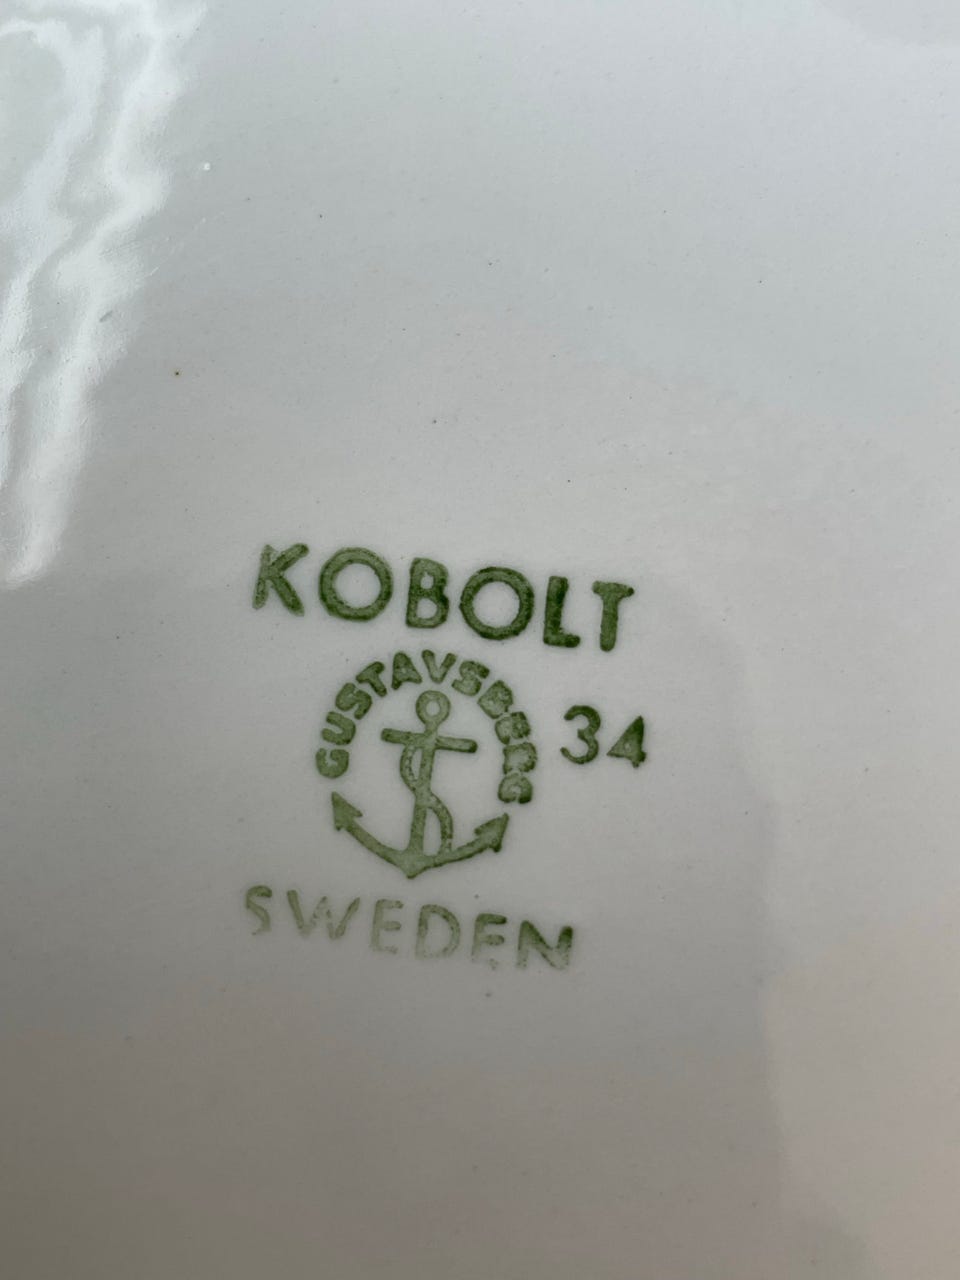 KOBOLT
GUSTAVSBERG
34
SWEDEN